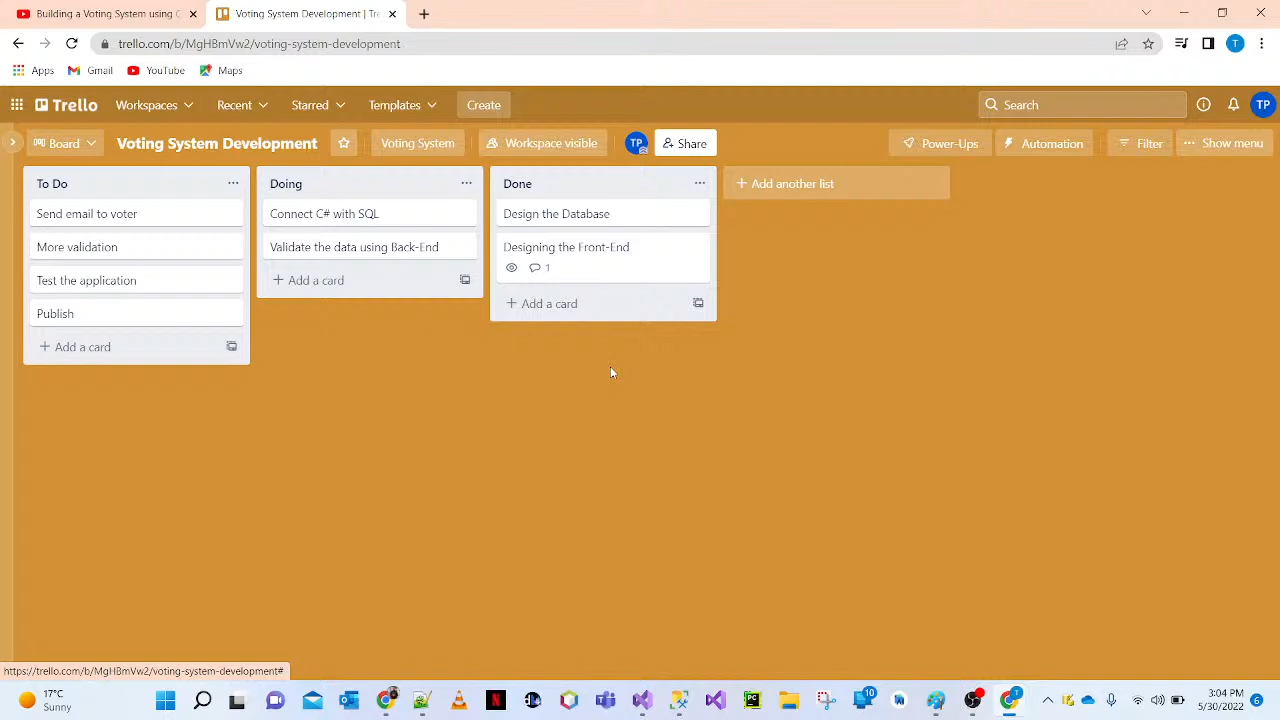 Building a Voting System using C
Voting System Development | Tre
trello.com/b/MgHBmVw2/voting-system-development
Apps
Gmail
YouTube
Maps
Trello
Workspaces
Recent
Starred
Templates
Create
Search
TP
Board
Voting System Development
Voting System
Workspace visible
TP
Share
Power-Ups
Automation
Filter
Show menu
To Do
Send email to voter
More validation
Test the application
Publish
Add a card
Doing
Connect C# with SQL
Validate the data using Back-End
Add a card
Done
Design the Database
Designing the Front-End
1
Add a card
Add another list
https://trello.com/b/MgHBmVw2/voting-system-development#
17°C
Sunny
10
3:04 PM
5/30/2022
6